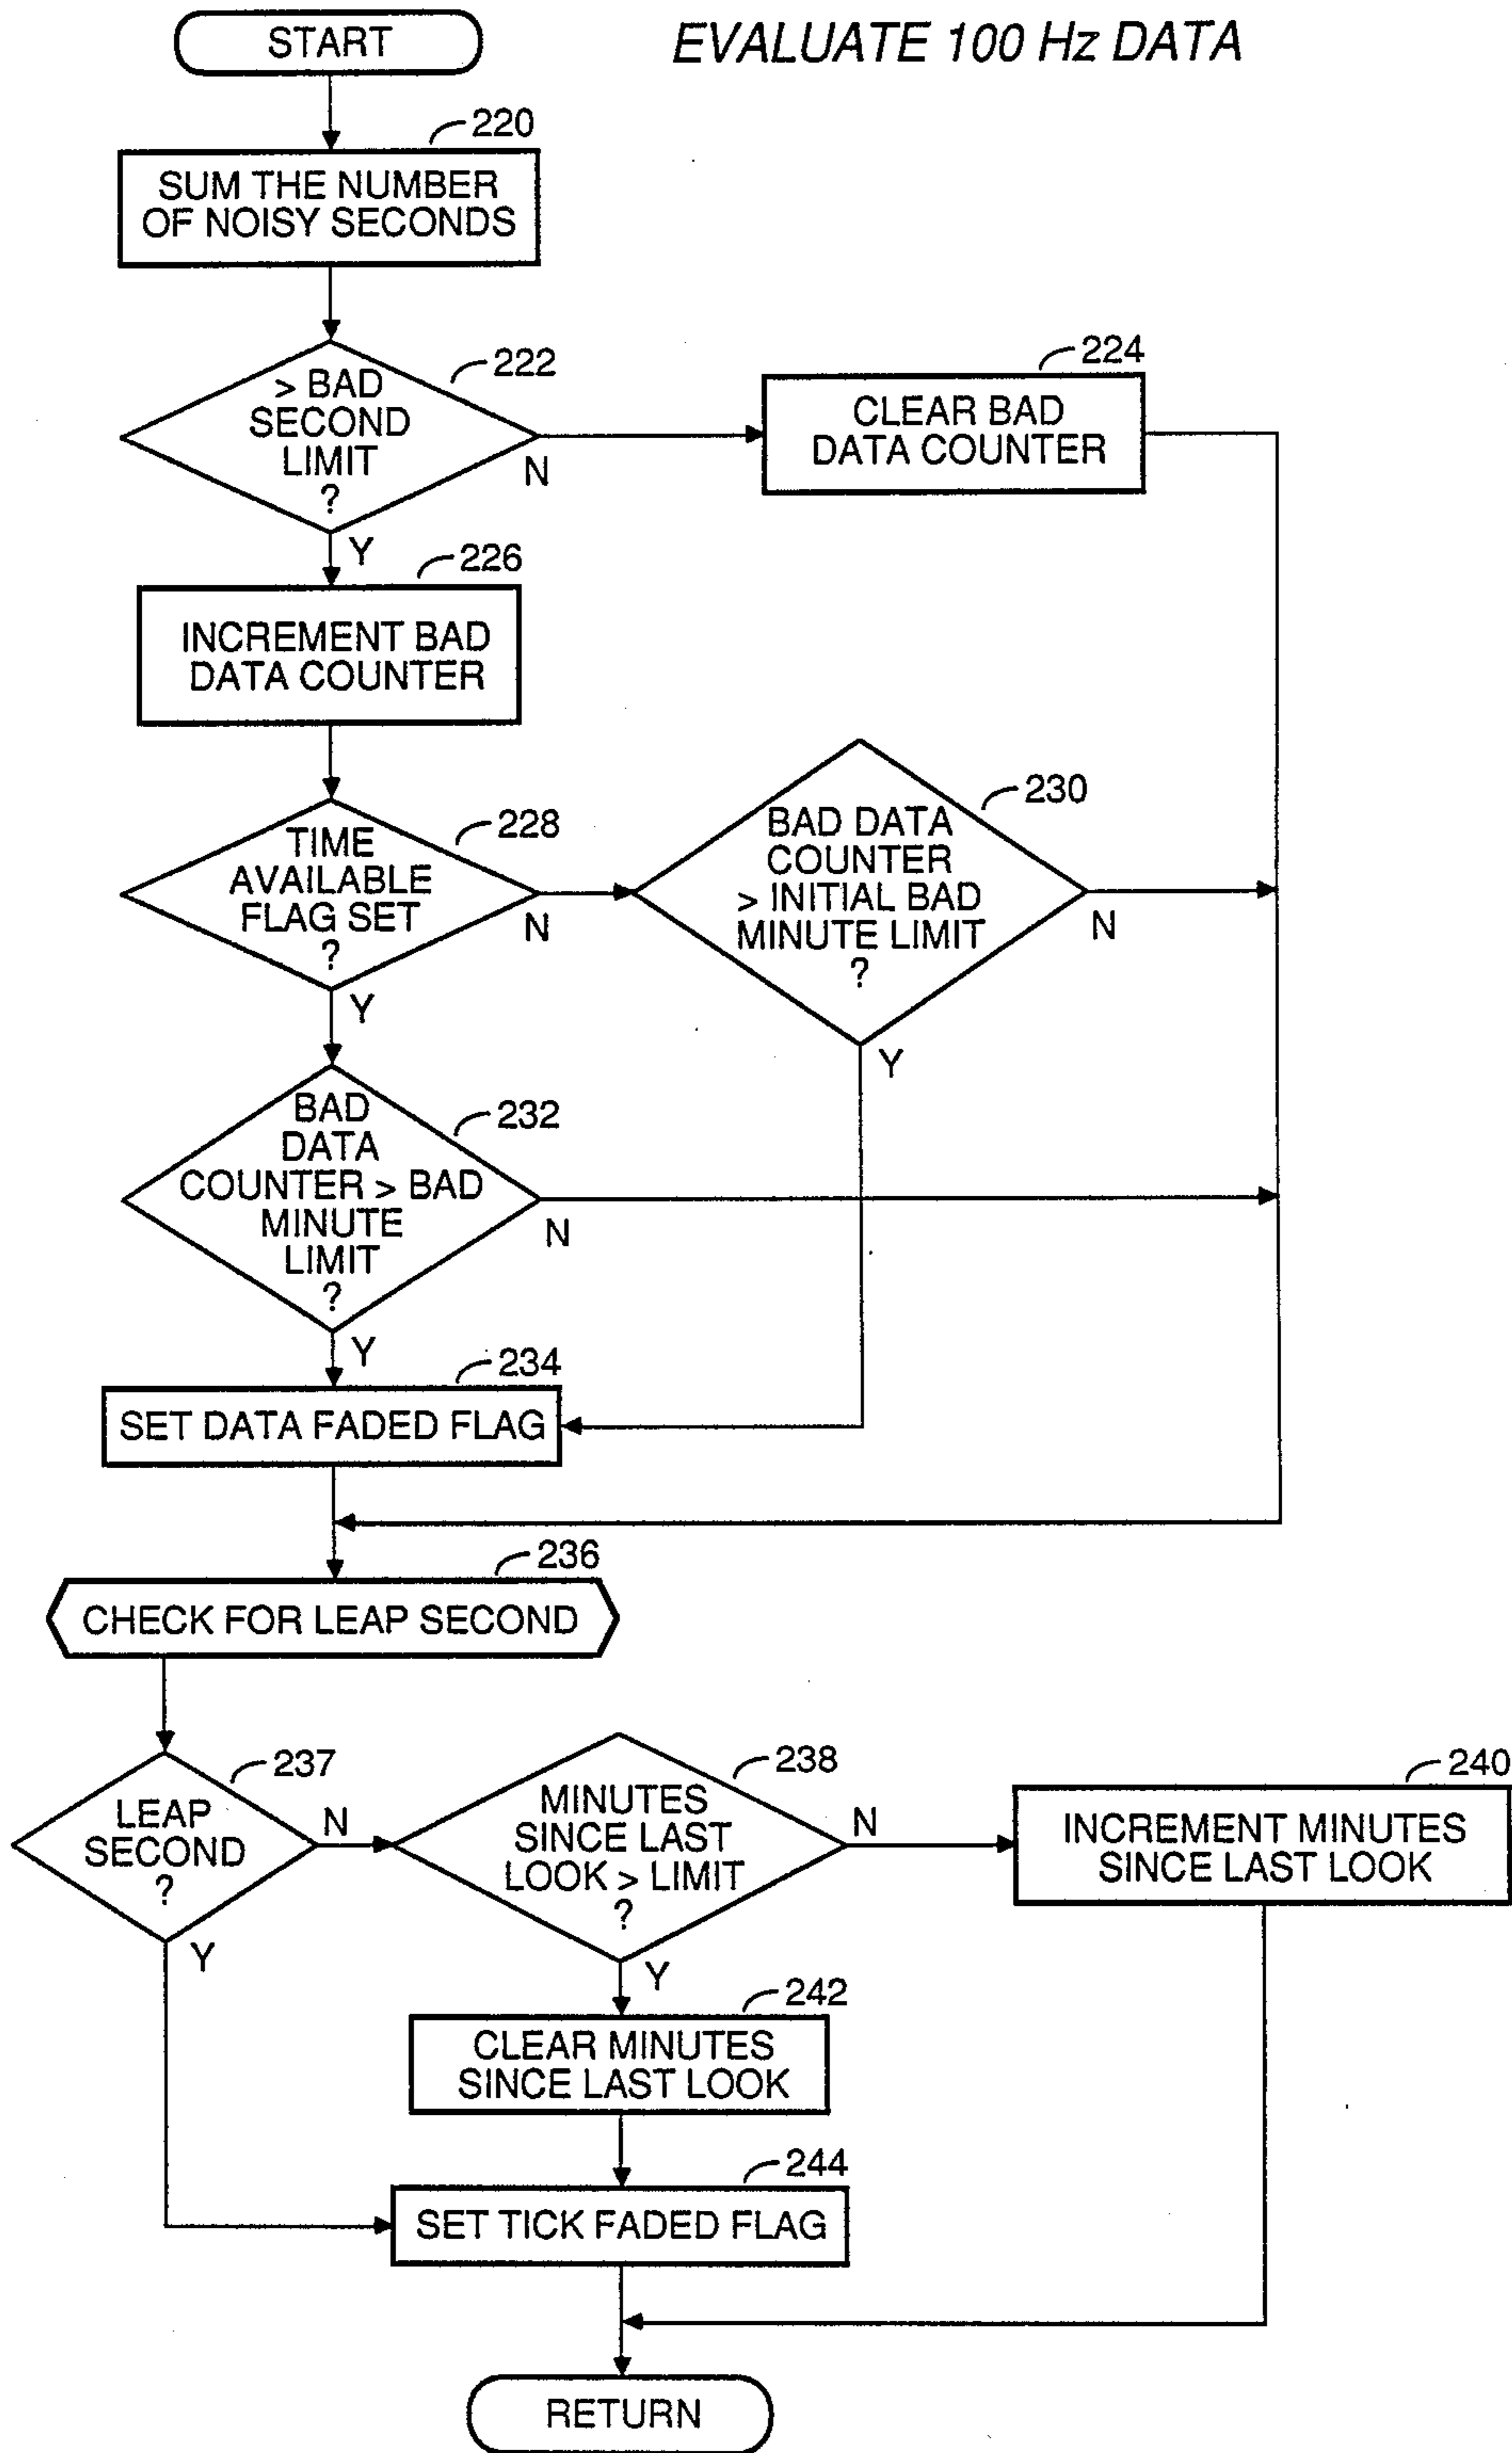 START
EVALUATE 100 Hz DATA
220
SUM THE NUMBER
OF NOISY SECONDS
222
> BAD
SECOND
LIMIT
?
N
Y
224
CLEAR BAD
DATA COUNTER
226
INCREMENT BAD
DATA COUNTER
228
TIME
AVAILABLE
FLAG SET
?
N
Y
230
BAD DATA
COUNTER
> INITIAL BAD
MINUTE LIMIT
?
N
Y
232
BAD
DATA
COUNTER > BAD
MINUTE
LIMIT
?
N
Y
234
SET DATA FADED FLAG
236
CHECK FOR LEAP SECOND
237
LEAP
SECOND
?
N
Y
238
MINUTES
SINCE LAST
LOOK > LIMIT
?
N
Y
240
INCREMENT MINUTES
SINCE LAST LOOK
242
CLEAR MINUTES
SINCE LAST LOOK
244
SET TICK FADED FLAG
RETURN